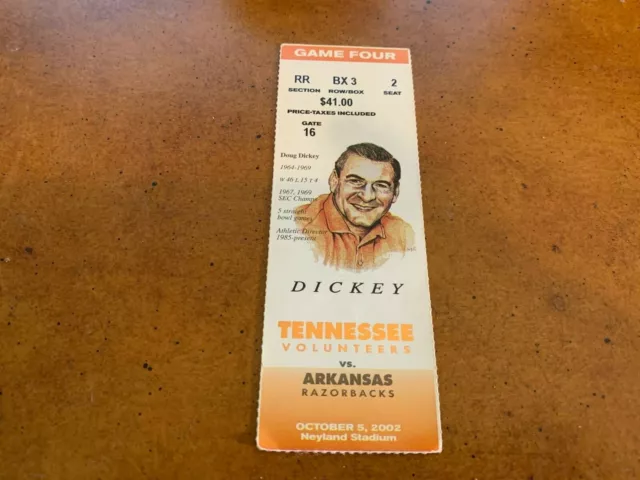 GAME FOUR
RR BX 3 2
SECTION ROW/BOX SEAT
$41.00
PRICE-TAXES INCLUDED
GATE
16
Doug Dickey
1964-1969
w 46 l 15 t 4
1967, 1969
SEC Champs
5 straight
bowl games
Athletic Director
1985-present
DICKEY
TENNESSEE
VOLUNTEERS
vs.
ARKANSAS
RAZORBACKS
OCTOBER 5, 2002
Neyland Stadium